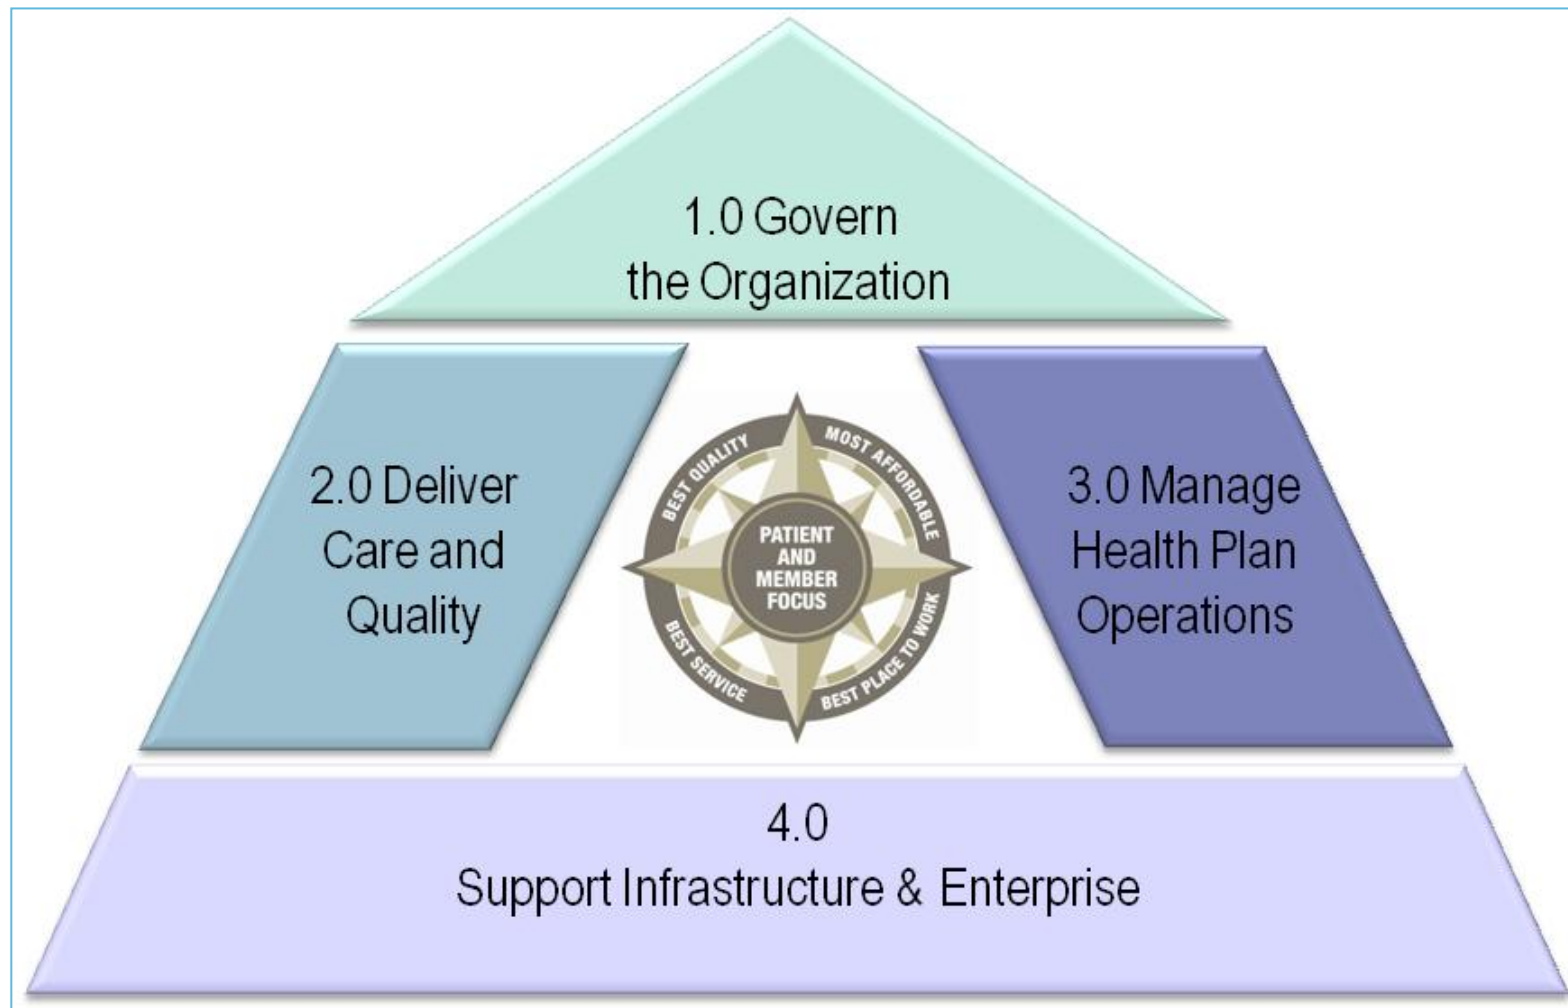 1.0 Govern
the Organization
2.0 Deliver
Care and
Quality
BEST QUALITY
MOST AFFORDABLE
PATIENT
AND
MEMBER
FOCUS
BEST SERVICE
BEST PLACE TO WORK
3.0 Manage
Health Plan
Operations
4.0
Support Infrastructure & Enterprise